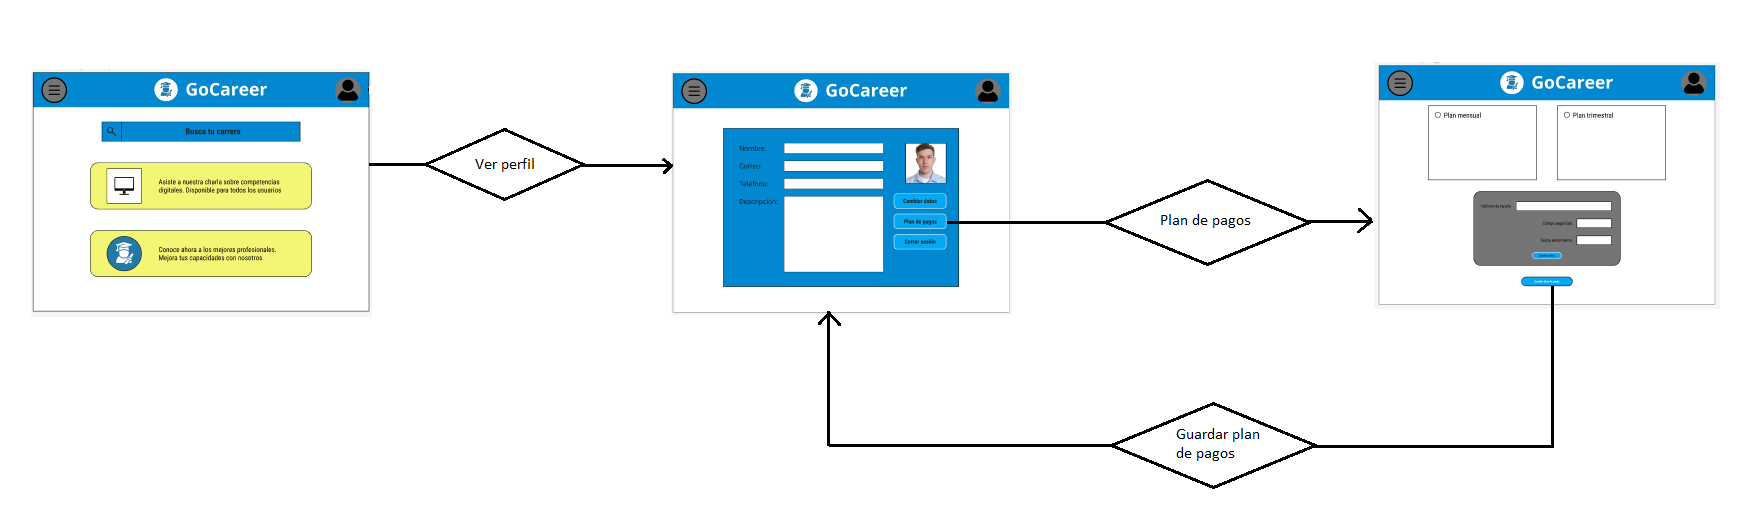 GoCareer
Busca tu carrera
Asiste a nuestra charla sobre competencias
digitales. Disponible para todos los usuarios
Conoce ahora a los mejores profesionales.
Mejora tus capacidades con nosotros
Ver perfil
GoCareer
Nombre:
Correo:
Teléfono:
Descripción:
Cambiar datos
Plan de pagos
Cerrar sesión
Plan de pagos
GoCareer
Plan mensual
Plan trimestral
Número de tarjeta
Código seguridad
Fecha vencimiento
Guardar plan
de pagos